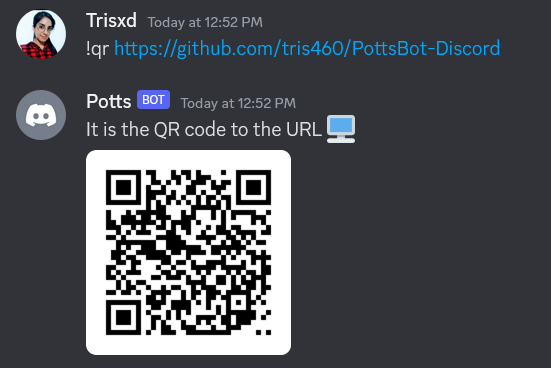 Trisxd Today at 12:52 PM
!qr https://github.com/tris460/PottsBot-Discord
Potts BOT Today at 12:52 PM
It is the QR code to the URL